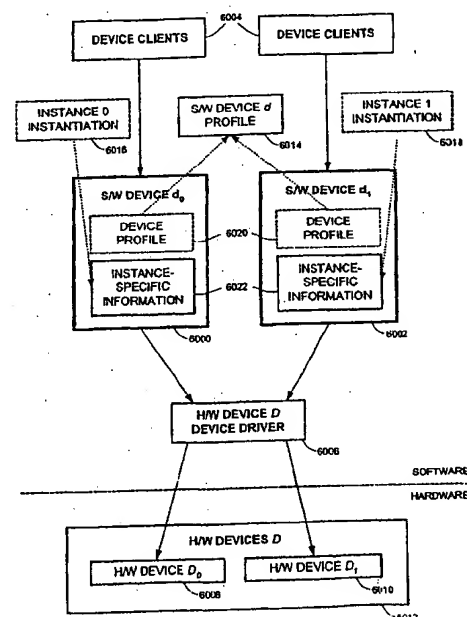 DEVICE CLIENTS
6004
DEVICE CLIENTS
INSTANCE 0
INSTANTIATION
6016
S/W DEVICE d
PROFILE
6014
INSTANCE 1
INSTANTIATION
6018
S/W DEVICE d₀
DEVICE
PROFILE
6020
S/W DEVICE d₁
DEVICE
PROFILE
INSTANCE-
SPECIFIC
INFORMATION
6022
INSTANCE-
SPECIFIC
INFORMATION
6000
6002
H/W DEVICE D
DEVICE DRIVER
6006
SOFTWARE
HARDWARE
H/W DEVICES D
H/W DEVICE D₀
6008
H/W DEVICE D₁
6010